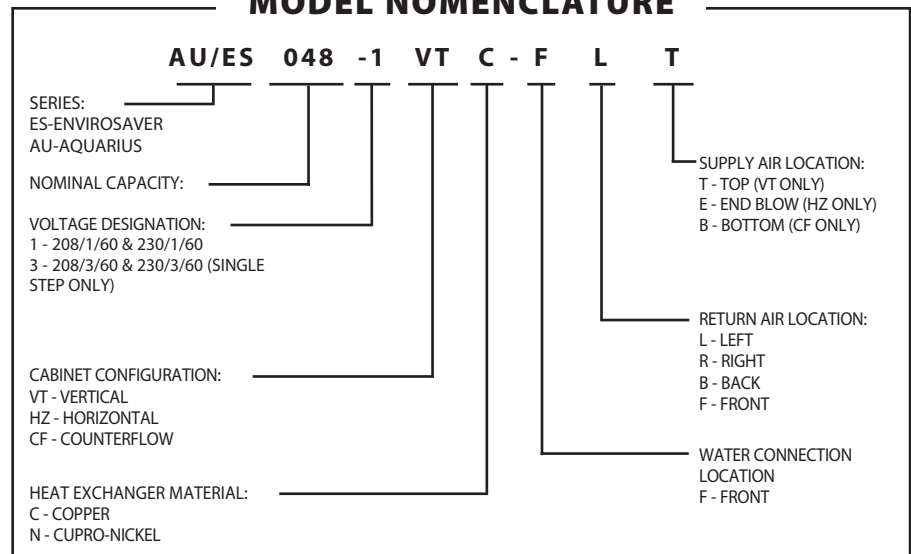 MODEL NOMENCLATURE
AU/ES 048 -1 VT C - F L T
SERIES:
ES-ENVIROSAVER
AU-AQUARIUS
NOMINAL CAPACITY:
VOLTAGE DESIGNATION:
1 - 208/1/60 & 230/1/60
3 - 208/3/60 & 230/3/60 (SINGLE
STEP ONLY)
CABINET CONFIGURATION:
VT - VERTICAL
HZ - HORIZONTAL
CF - COUNTERFLOW
HEAT EXCHANGER MATERIAL:
C - COPPER
N - CUPRO-NICKEL
SUPPLY AIR LOCATION:
T - TOP (VT ONLY)
E - END BLOW (HZ ONLY)
B - BOTTOM (CF ONLY)
RETURN AIR LOCATION:
L - LEFT
R - RIGHT
B - BACK
F - FRONT
WATER CONNECTION
LOCATION
F - FRONT